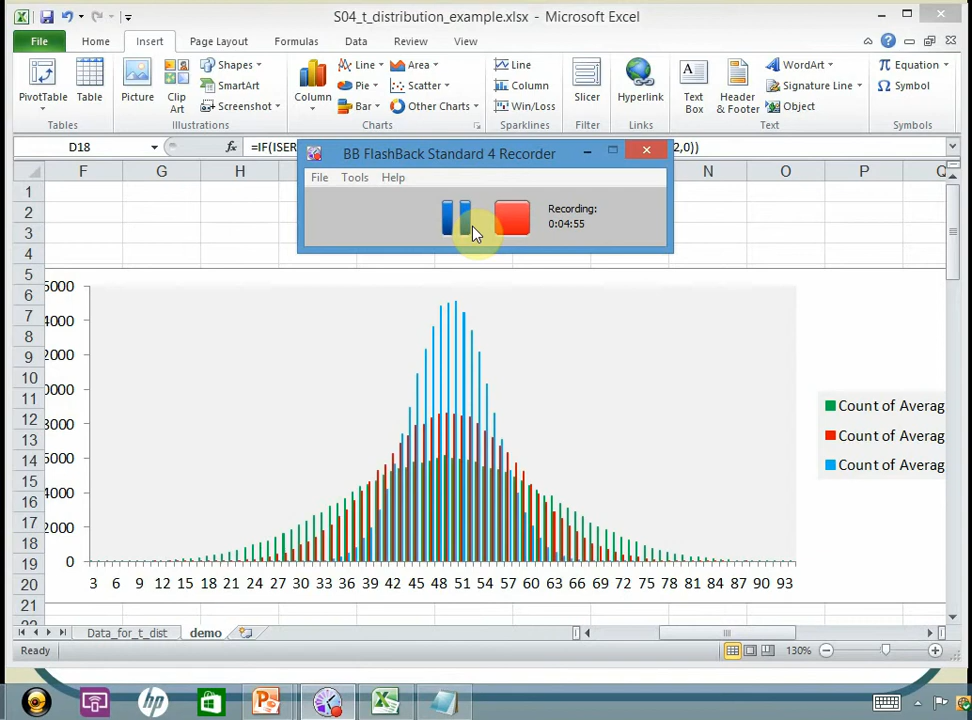 S04_t_distribution_example.xlsx - Microsoft Excel
File Home Insert Page Layout Formulas Data Review View
PivotTable Table Picture Clip Art Shapes SmartArt Screenshot Column Line Pie Bar Area Scatter Other Charts Line Column Win/Loss Slicer Hyperlink Text Box Header & Footer WordArt Signature Line Object Equation Symbol
Tables Illustrations Charts Sparklines Filter Links Text Symbols
D18 fx =IF(ISER 2,0))
BB FlashBack Standard 4 Recorder
File Tools Help
Recording:
0:04:55
F G H N O P Q
1
2
3
4
5
6
7
8
9
10
11
12
13
14
15
16
17
18
19
20
21
5000
4000
2000
0000
8000
6000
4000
2000
0
3 6 9 12 15 18 21 24 27 30 33 36 39 42 45 48 51 54 57 60 63 66 69 72 75 78 81 84 87 90 93
Count of Averag
Count of Averag
Count of Averag
Data_for_t_dist demo
Ready 130%
hp